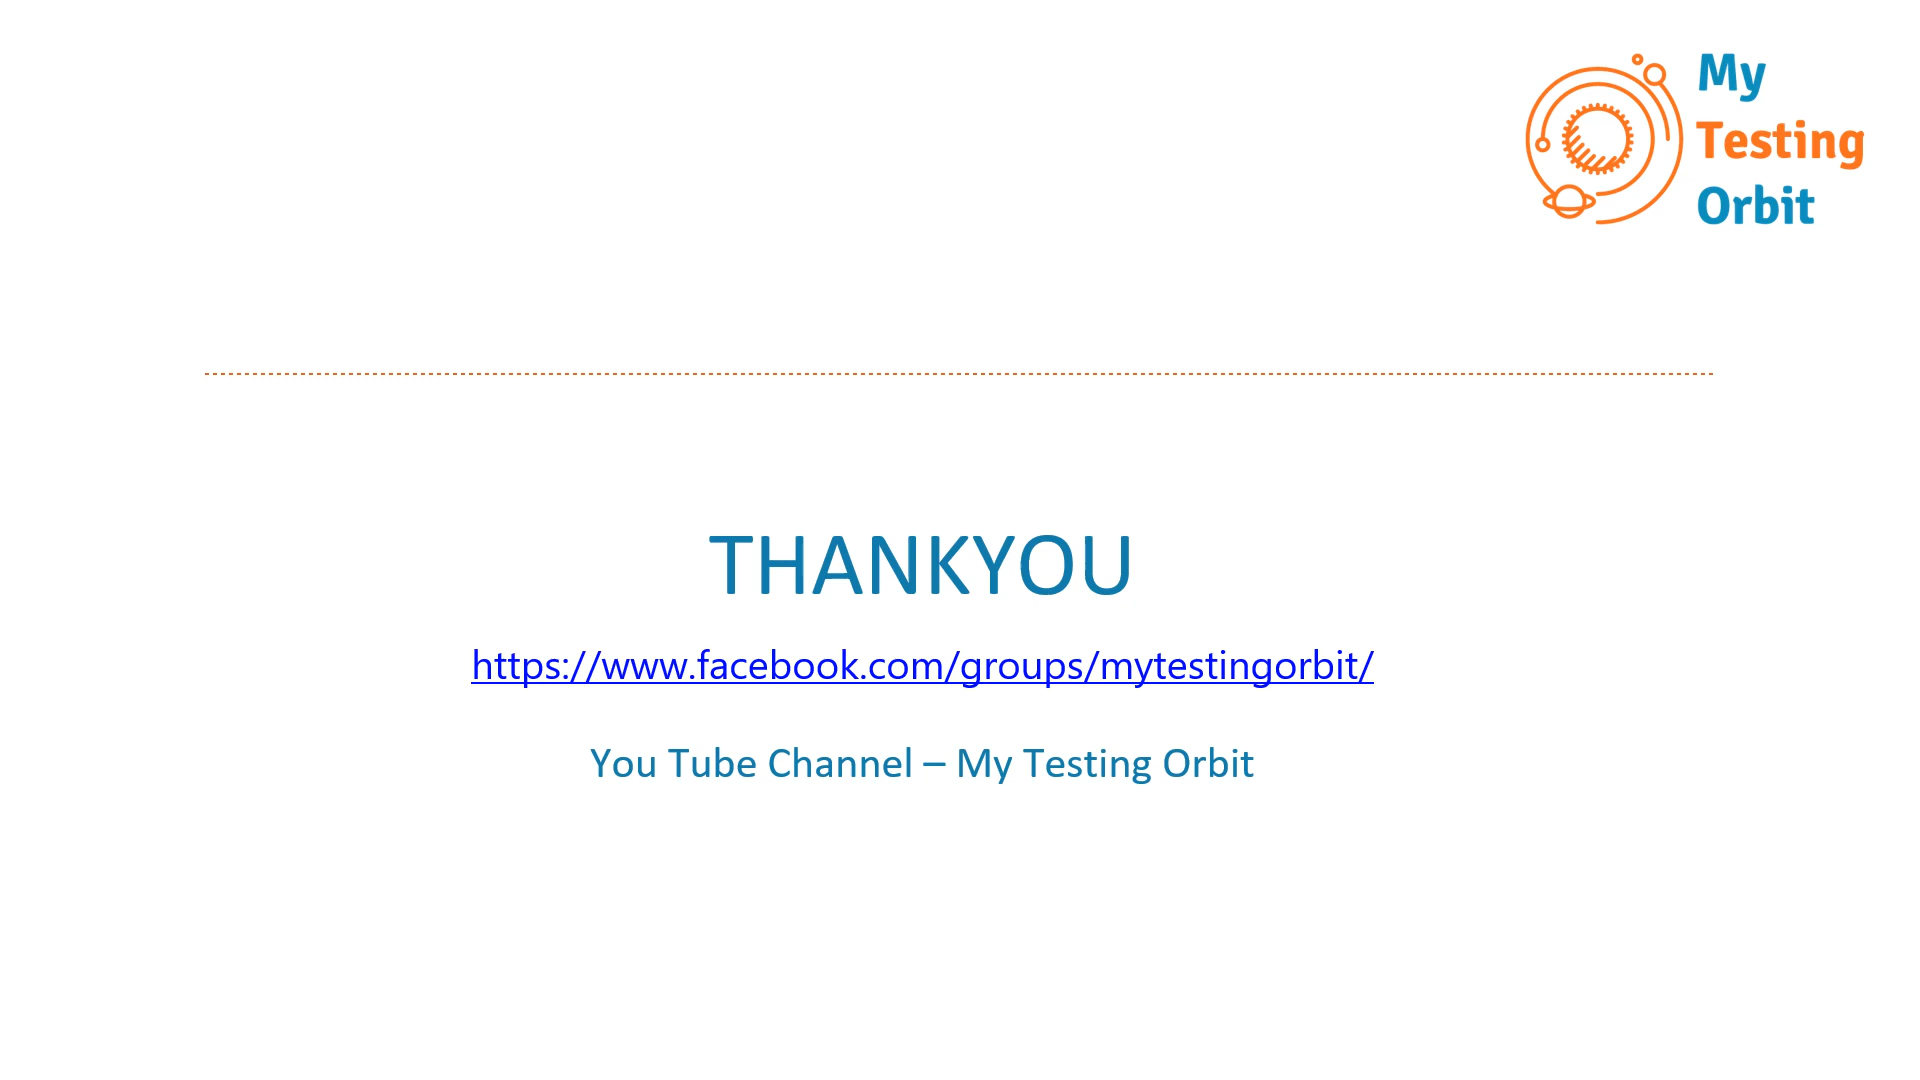 My
Testing
Orbit
THANKYOU
https://www.facebook.com/groups/mytestingorbit/
You Tube Channel – My Testing Orbit